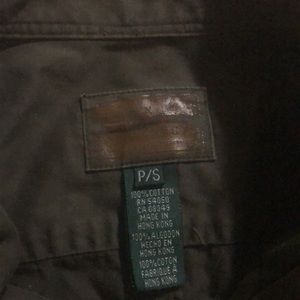 P/S
100% COTTON
RN 54050
CA 08049
MADE IN
HONG KONG
100% ALGODON
HECHO EN
HONG KONG
100% COTON
FABRIQUE A
HONG KONG